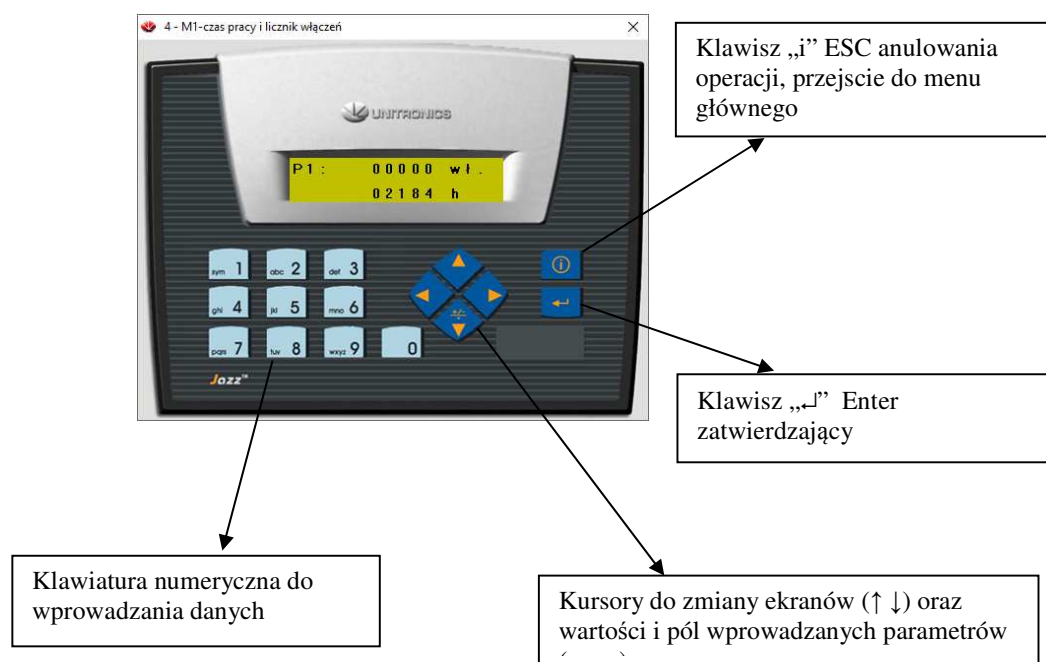 4 - M1-czas pracy i licznik włączeń
UNITRONICS
P1: 00000 wł.
02184 h
sym 1 abc 2 def 3
ghi 4 jkl 5 mno 6
pqrs 7 tuv 8 wxyz 9 0
+/-
Jazz™
Klawisz „i” ESC anulowania
operacji, przejscie do menu
głównego
Klawisz „↵” Enter
zatwierdzający
Klawiatura numeryczna do
wprowadzania danych
Kursory do zmiany ekranów (↑ ↓) oraz
wartości i pól wprowadzanych parametrów